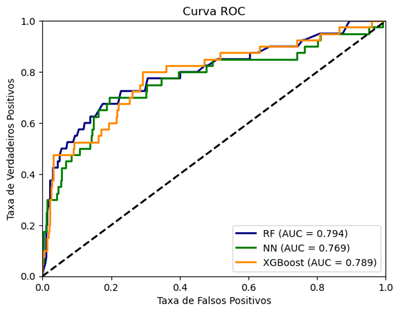 Curva ROC
Taxa de Verdadeiros Positivos
1.0
0.8
0.6
0.4
0.2
0.0
RF (AUC = 0.794)
NN (AUC = 0.769)
XGBoost (AUC = 0.789)
0.0 0.2 0.4 0.6 0.8 1.0
Taxa de Falsos Positivos